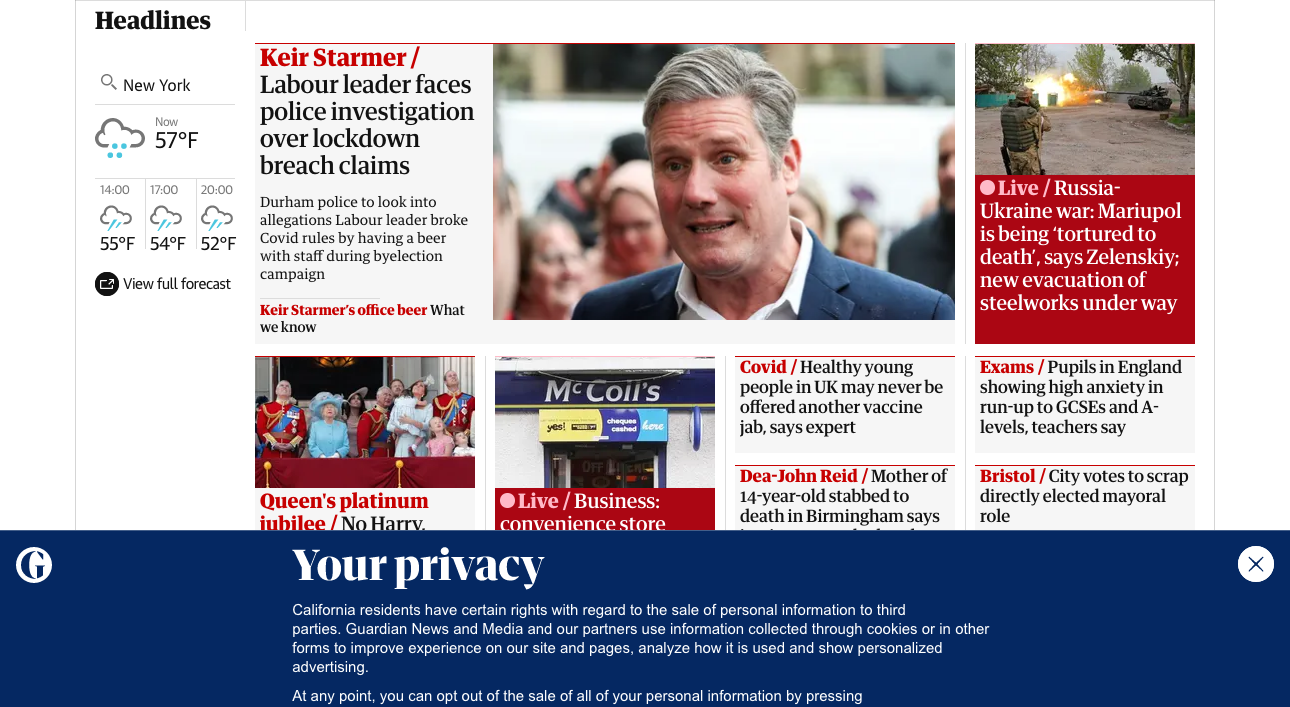 Headlines
New York
Now
57°F
14:00
17:00
20:00
55°F
54°F
52°F
View full forecast
Keir Starmer /
Labour leader faces
police investigation
over lockdown
breach claims
Durham police to look into
allegations Labour leader broke
Covid rules by having a beer
with staff during byelection
campaign
Keir Starmer's office beer What
we know
Live / Russia-
Ukraine war: Mariupol
is being ‘tortured to
death’, says Zelenskiy;
new evacuation of
steelworks under way
Queen's platinum
jubilee / No Harry,
McColl's
yes!
cheques
cashed
here
Live / Business:
convenience store
Covid / Healthy young
people in UK may never be
offered another vaccine
jab, says expert
Dea-John Reid / Mother of
14-year-old stabbed to
death in Birmingham says
Exams / Pupils in England
showing high anxiety in
run-up to GCSEs and A-
levels, teachers say
Bristol / City votes to scrap
directly elected mayoral
role
G
Your privacy
California residents have certain rights with regard to the sale of personal information to third
parties. Guardian News and Media and our partners use information collected through cookies or in other
forms to improve experience on our site and pages, analyze how it is used and show personalized
advertising.
At any point, you can opt out of the sale of all of your personal information by pressing